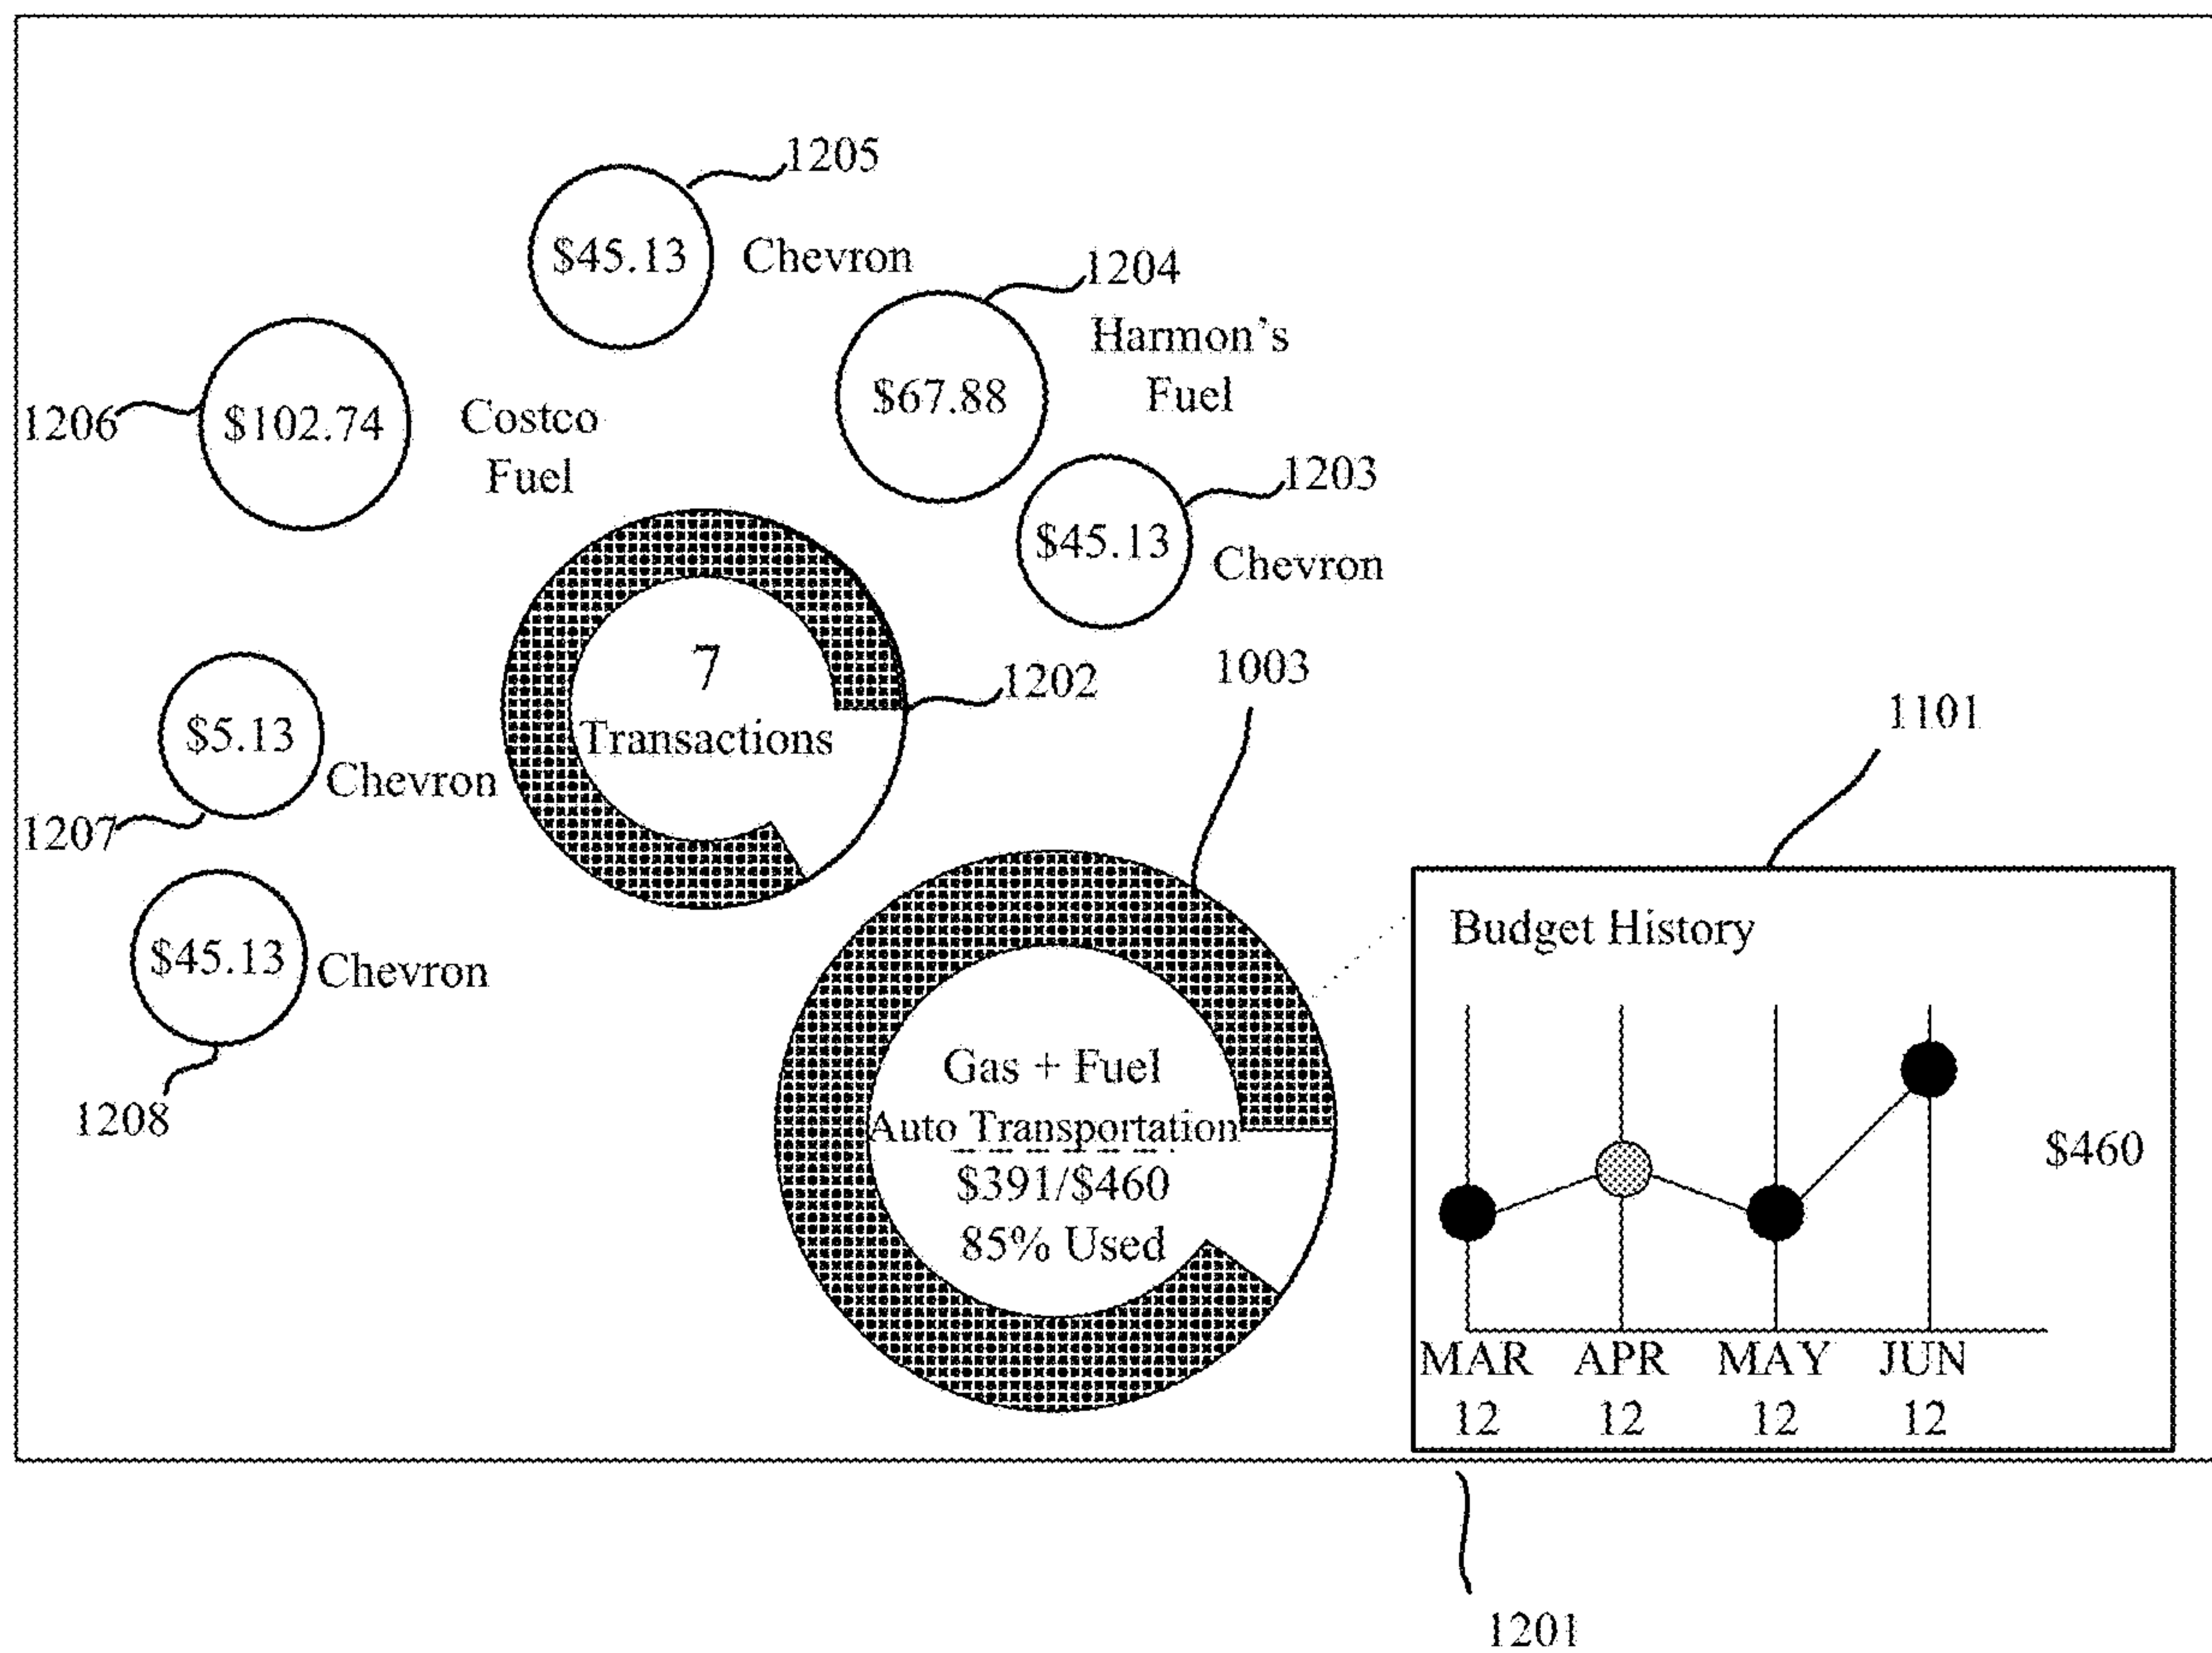 1205
$45.13 Chevron
1204
Harmon's
Fuel
$67.88
1206
$102.74
Costco
Fuel
1203
$45.13
Chevron
7
Transactions
1202
1003
1101
$5.13
Chevron
1207
$45.13 Chevron
1208
Gas + Fuel
Auto Transportation
$391/$460
85% Used
Budget History
$460
MAR APR MAY JUN
12 12 12 12
1201